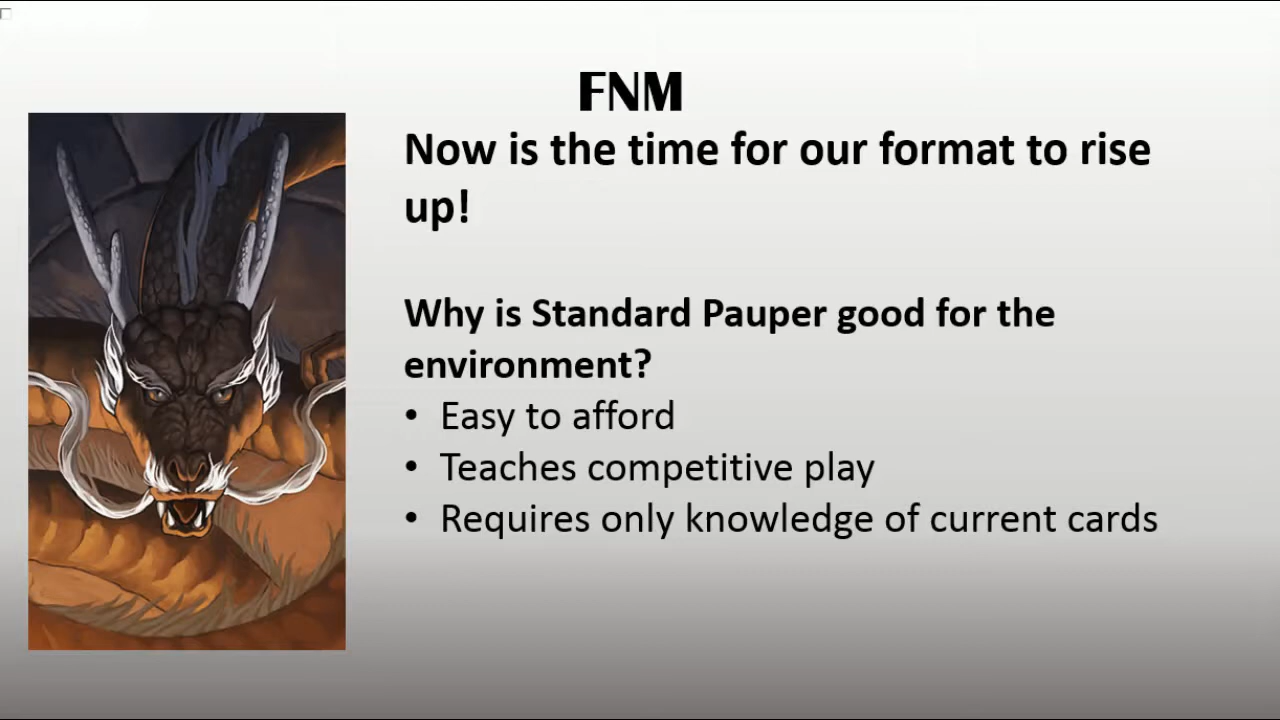 FNM
Now is the time for our format to rise
up!
Why is Standard Pauper good for the
environment?
• Easy to afford
• Teaches competitive play
• Requires only knowledge of current cards